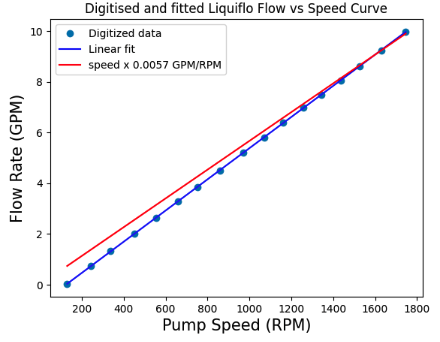 Digitised and fitted Liquiflo Flow vs Speed Curve
Digitized data
Linear fit
speed x 0.0057 GPM/RPM
10
8
6
4
2
0
Flow Rate (GPM)
200 400 600 800 1000 1200 1400 1600 1800
Pump Speed (RPM)